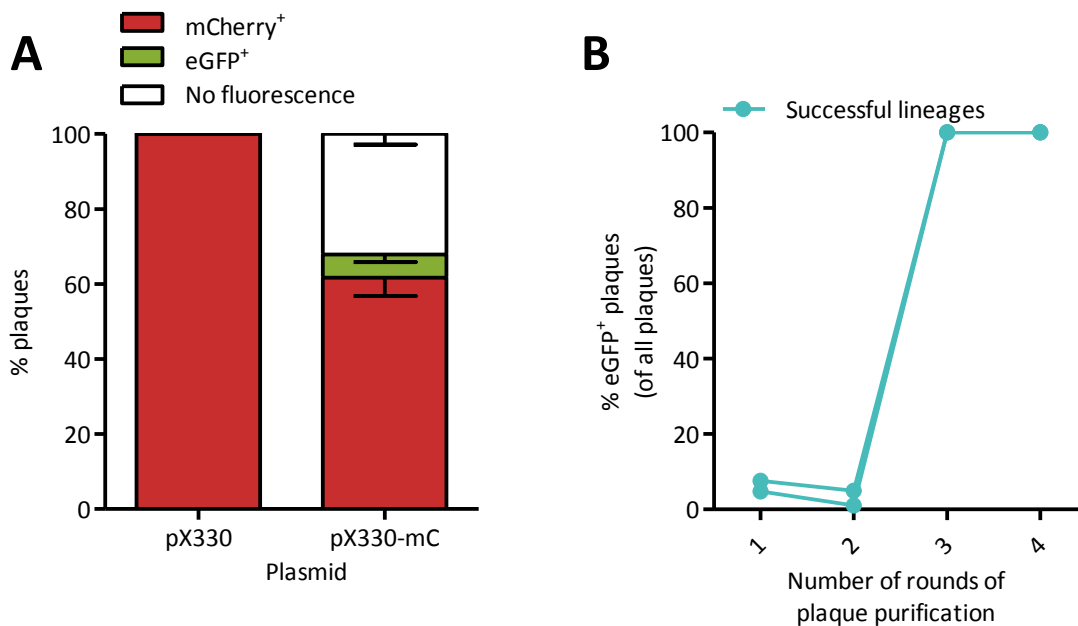 A
mCherry+
eGFP+
No fluorescence
100
80
60
40
20
0
% plaques
pX330
pX330-mC
Plasmid
B
Successful lineages
100
80
60
40
20
0
% eGFP+ plaques
(of all plaques)
1
2
3
4
Number of rounds of
plaque purification